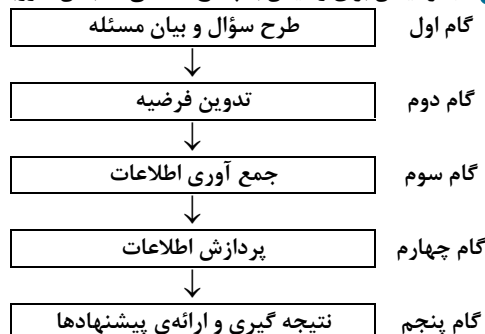 گام اول طرح سؤال و بیان مسئله
↓
گام دوم تدوین فرضیه
↓
گام سوم جمع آوری اطلاعات
↓
گام چهارم پردازش اطلاعات
↓
گام پنجم نتیجه گیری و ارائه‌ی پیشنهادها